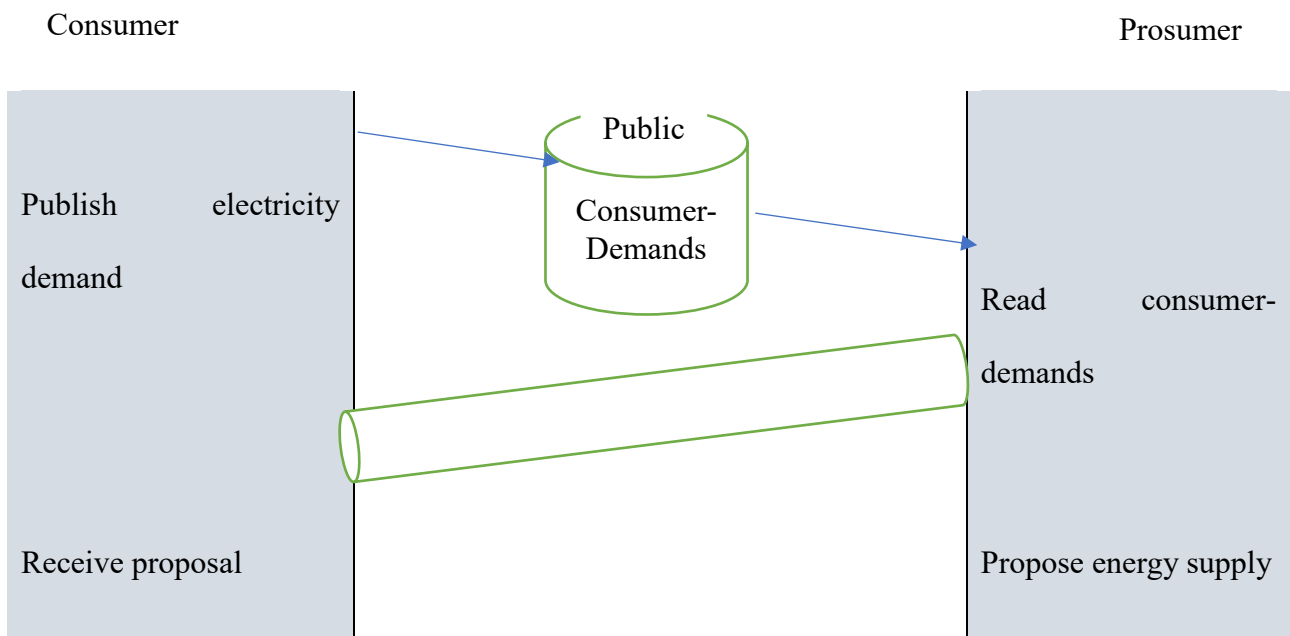 Consumer
Prosumer
Public
Consumer-
Demands
Publish electricity
demand
Read consumer-
demands
Receive proposal
Propose energy supply